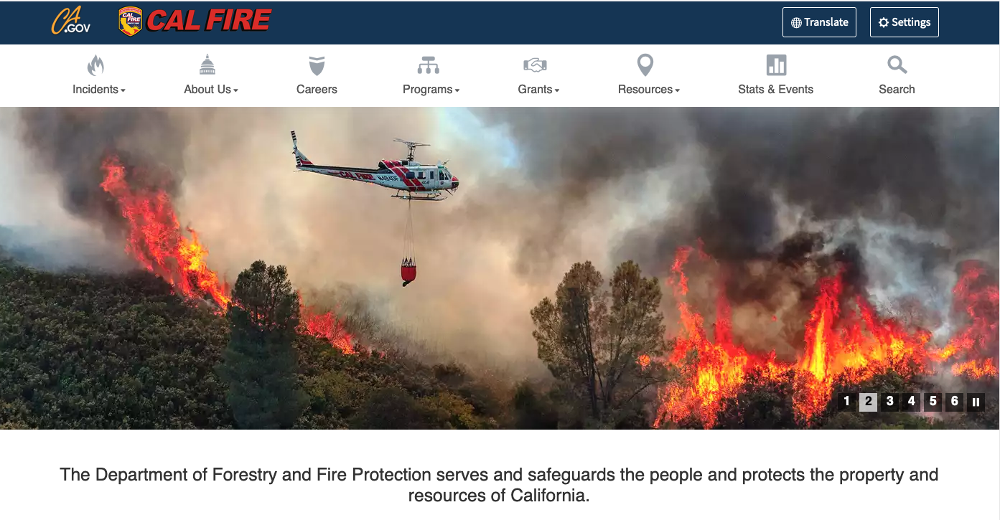 CA.GOV
CAL FIRE
CAL FIRE
Translate
Settings
Incidents
About Us
Careers
Programs
Grants
Resources
Stats & Events
Search
CAL FIRE
1 2 3 4 5 6
The Department of Forestry and Fire Protection serves and safeguards the people and protects the property and
resources of California.